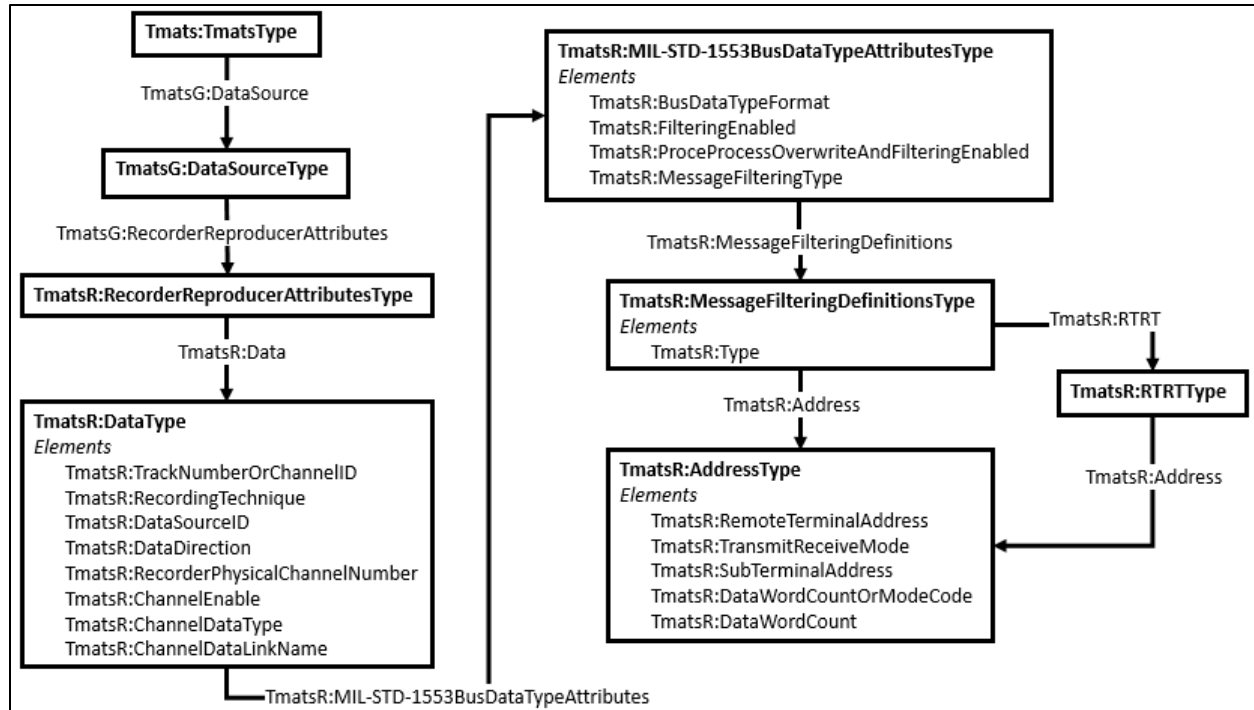 Tmats:TmatsType
TmatsG:DataSource
TmatsG:DataSourceType
TmatsG:RecorderReproducerAttributes
TmatsR:RecorderReproducerAttributesType
TmatsR:Data
TmatsR:DataType
Elements
TmatsR:TrackNumberOrChannelID
TmatsR:RecordingTechnique
TmatsR:DataSourceID
TmatsR:DataDirection
TmatsR:RecorderPhysicalChannelNumber
TmatsR:ChannelEnable
TmatsR:ChannelDataType
TmatsR:ChannelDataLinkName
TmatsR:MIL-STD-1553BusDataTypeAttributes
TmatsR:MIL-STD-1553BusDataTypeAttributesType
Elements
TmatsR:BusDataTypeFormat
TmatsR:FilteringEnabled
TmatsR:ProceProcessOverwriteAndFilteringEnabled
TmatsR:MessageFilteringType
TmatsR:MessageFilteringDefinitions
TmatsR:MessageFilteringDefinitionsType
Elements
TmatsR:Type
TmatsR:RTRT
TmatsR:RTRTType
TmatsR:Address
TmatsR:Address
TmatsR:AddressType
Elements
TmatsR:RemoteTerminalAddress
TmatsR:TransmitReceiveMode
TmatsR:SubTerminalAddress
TmatsR:DataWordCountOrModeCode
TmatsR:DataWordCount